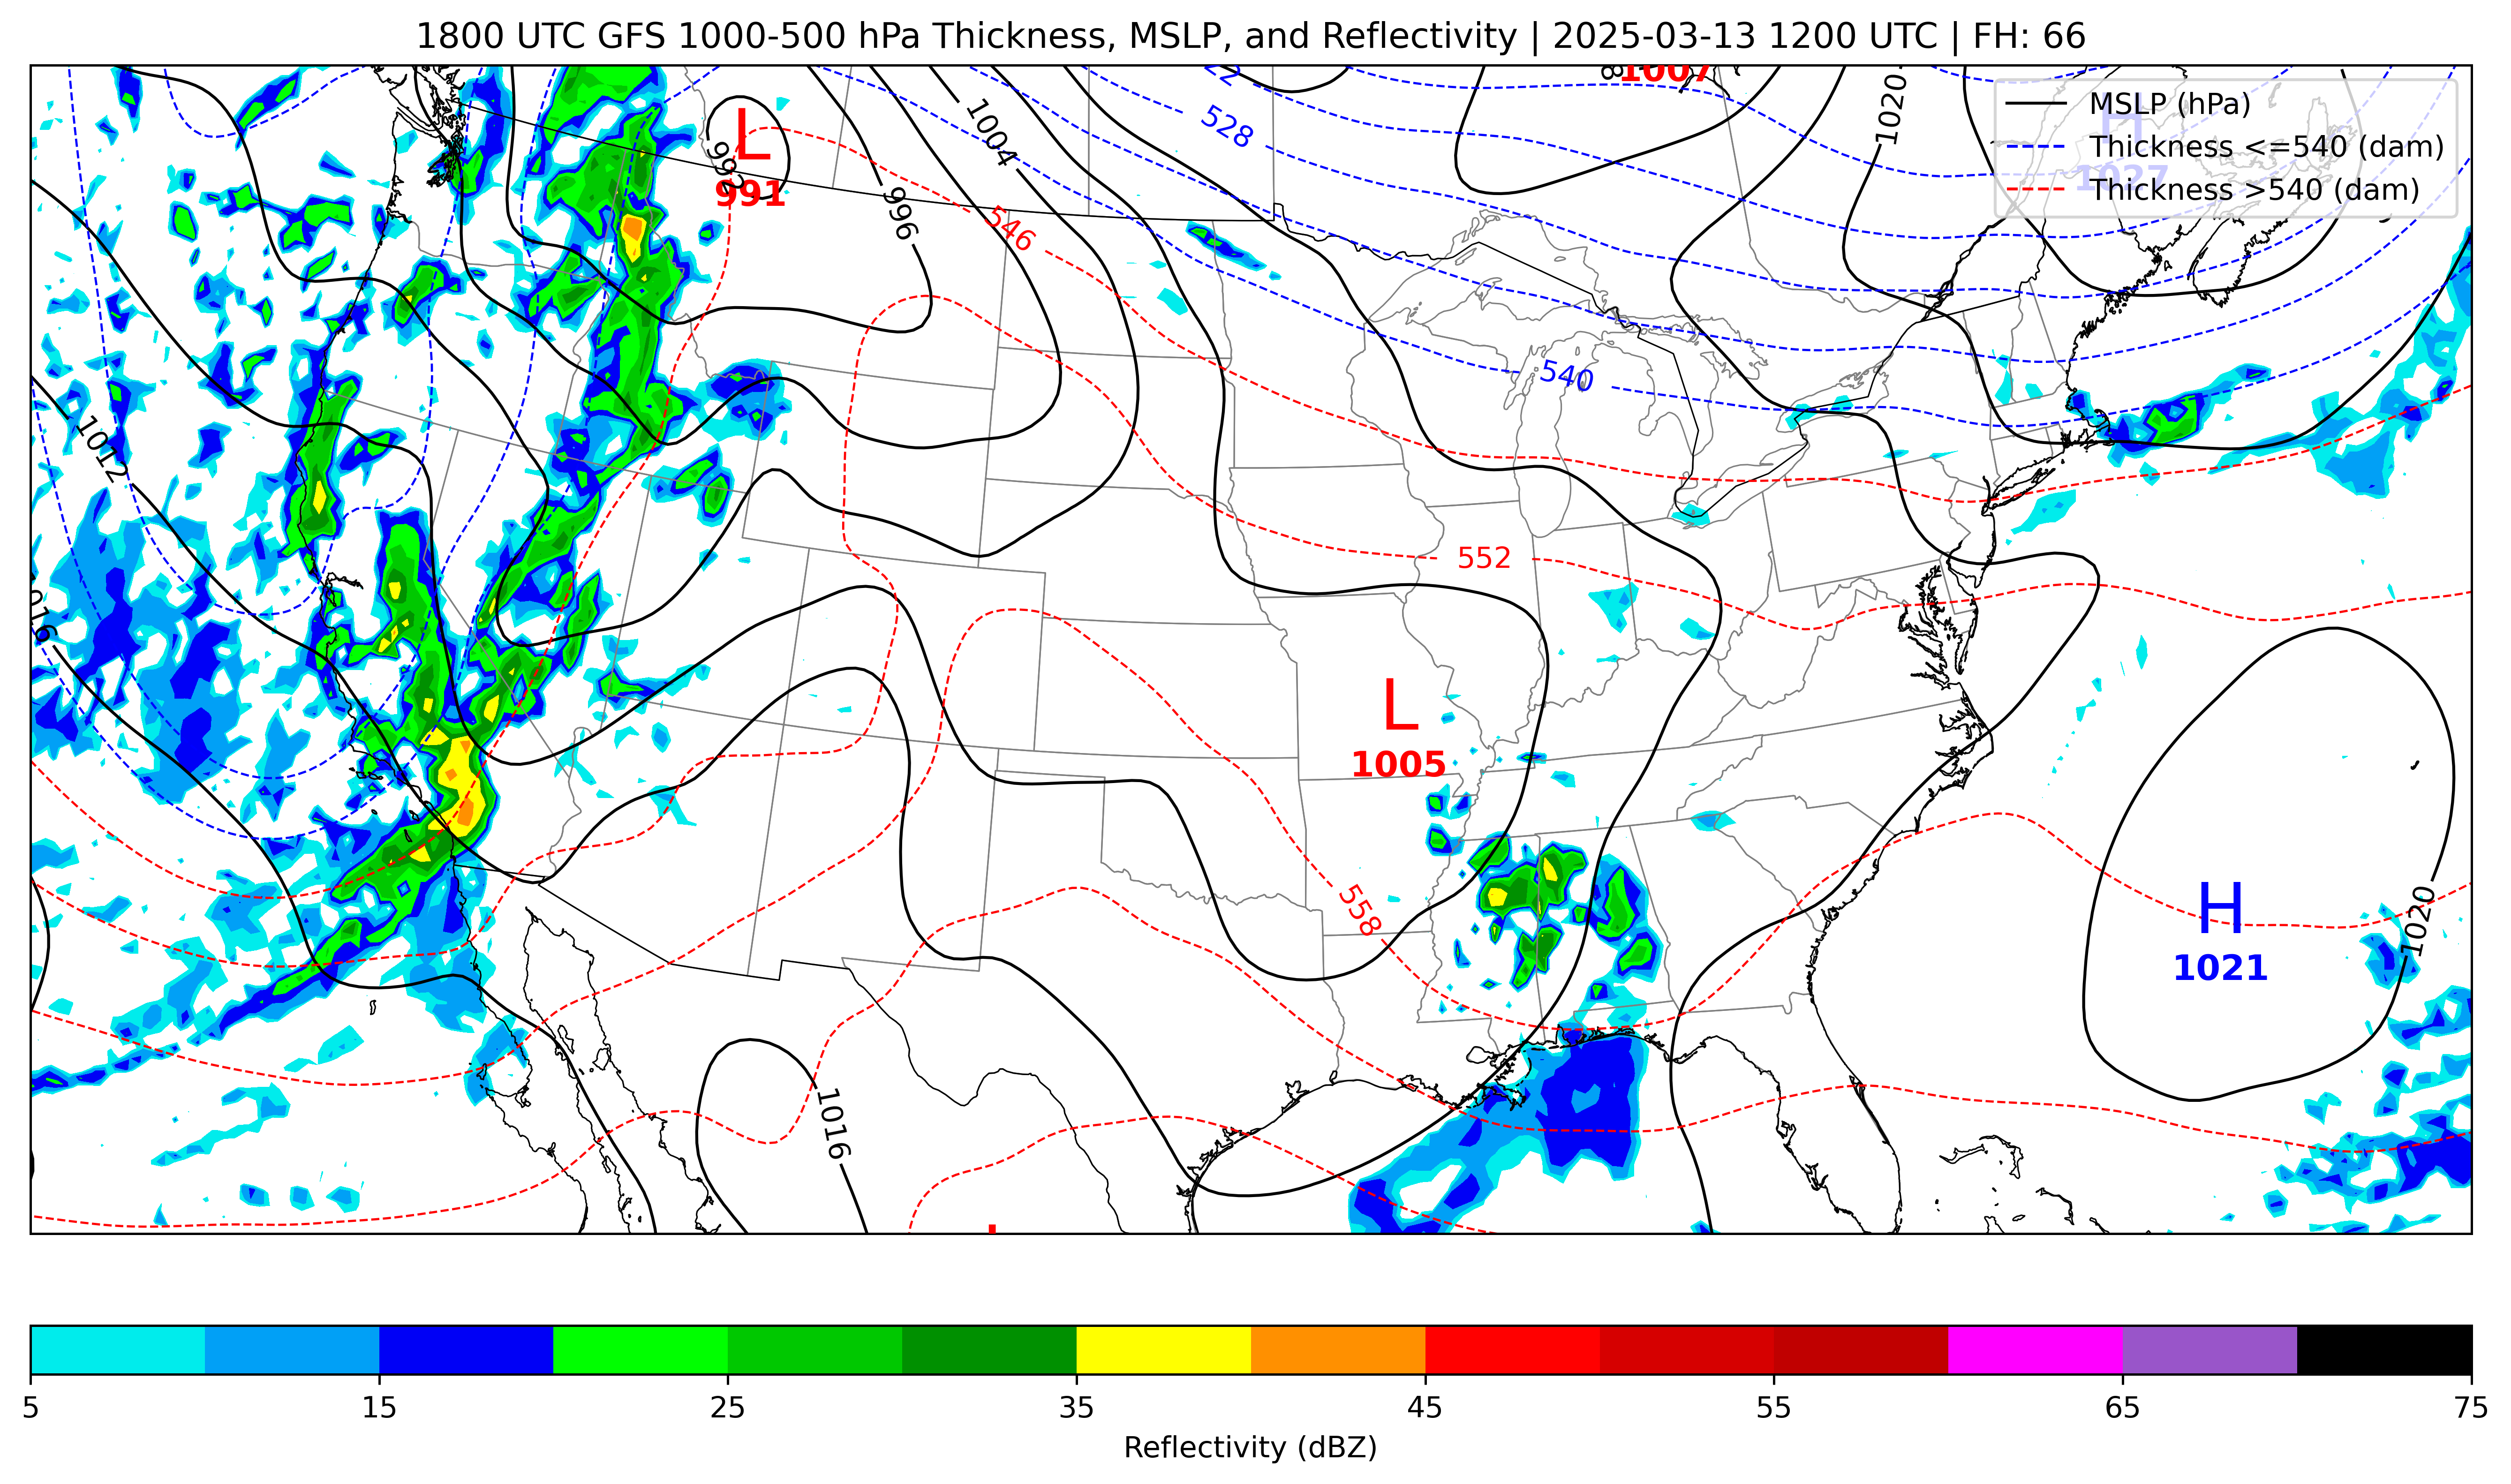 1800 UTC GFS 1000-500 hPa Thickness, MSLP, and Reflectivity | 2025-03-13 1200 UTC | FH: 66
MSLP (hPa)
Thickness <=540 (dam)
Thickness >540 (dam)
H
1027
1007
1020
L
992
991
1004
996
546
528
540
1012
1016
552
L
1005
558
H
1021
1020
1016
5 15 25 35 45 55 65 75
Reflectivity (dBZ)